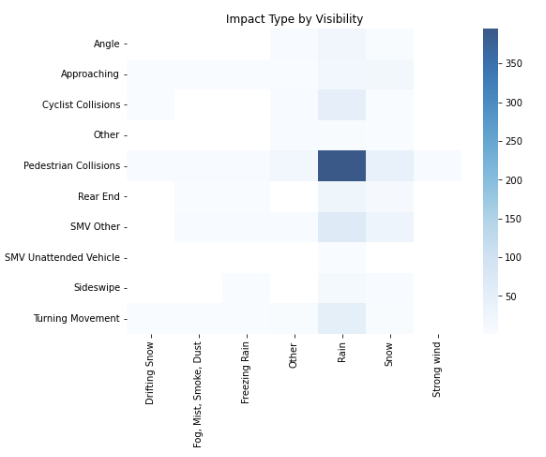 Impact Type by Visibility
Angle
Approaching
Cyclist Collisions
Other
Pedestrian Collisions
Rear End
SMV Other
SMV Unattended Vehicle
Sideswipe
Turning Movement
Drifting Snow
Fog, Mist, Smoke, Dust
Freezing Rain
Other
Rain
Snow
Strong wind
350
300
250
200
150
100
50